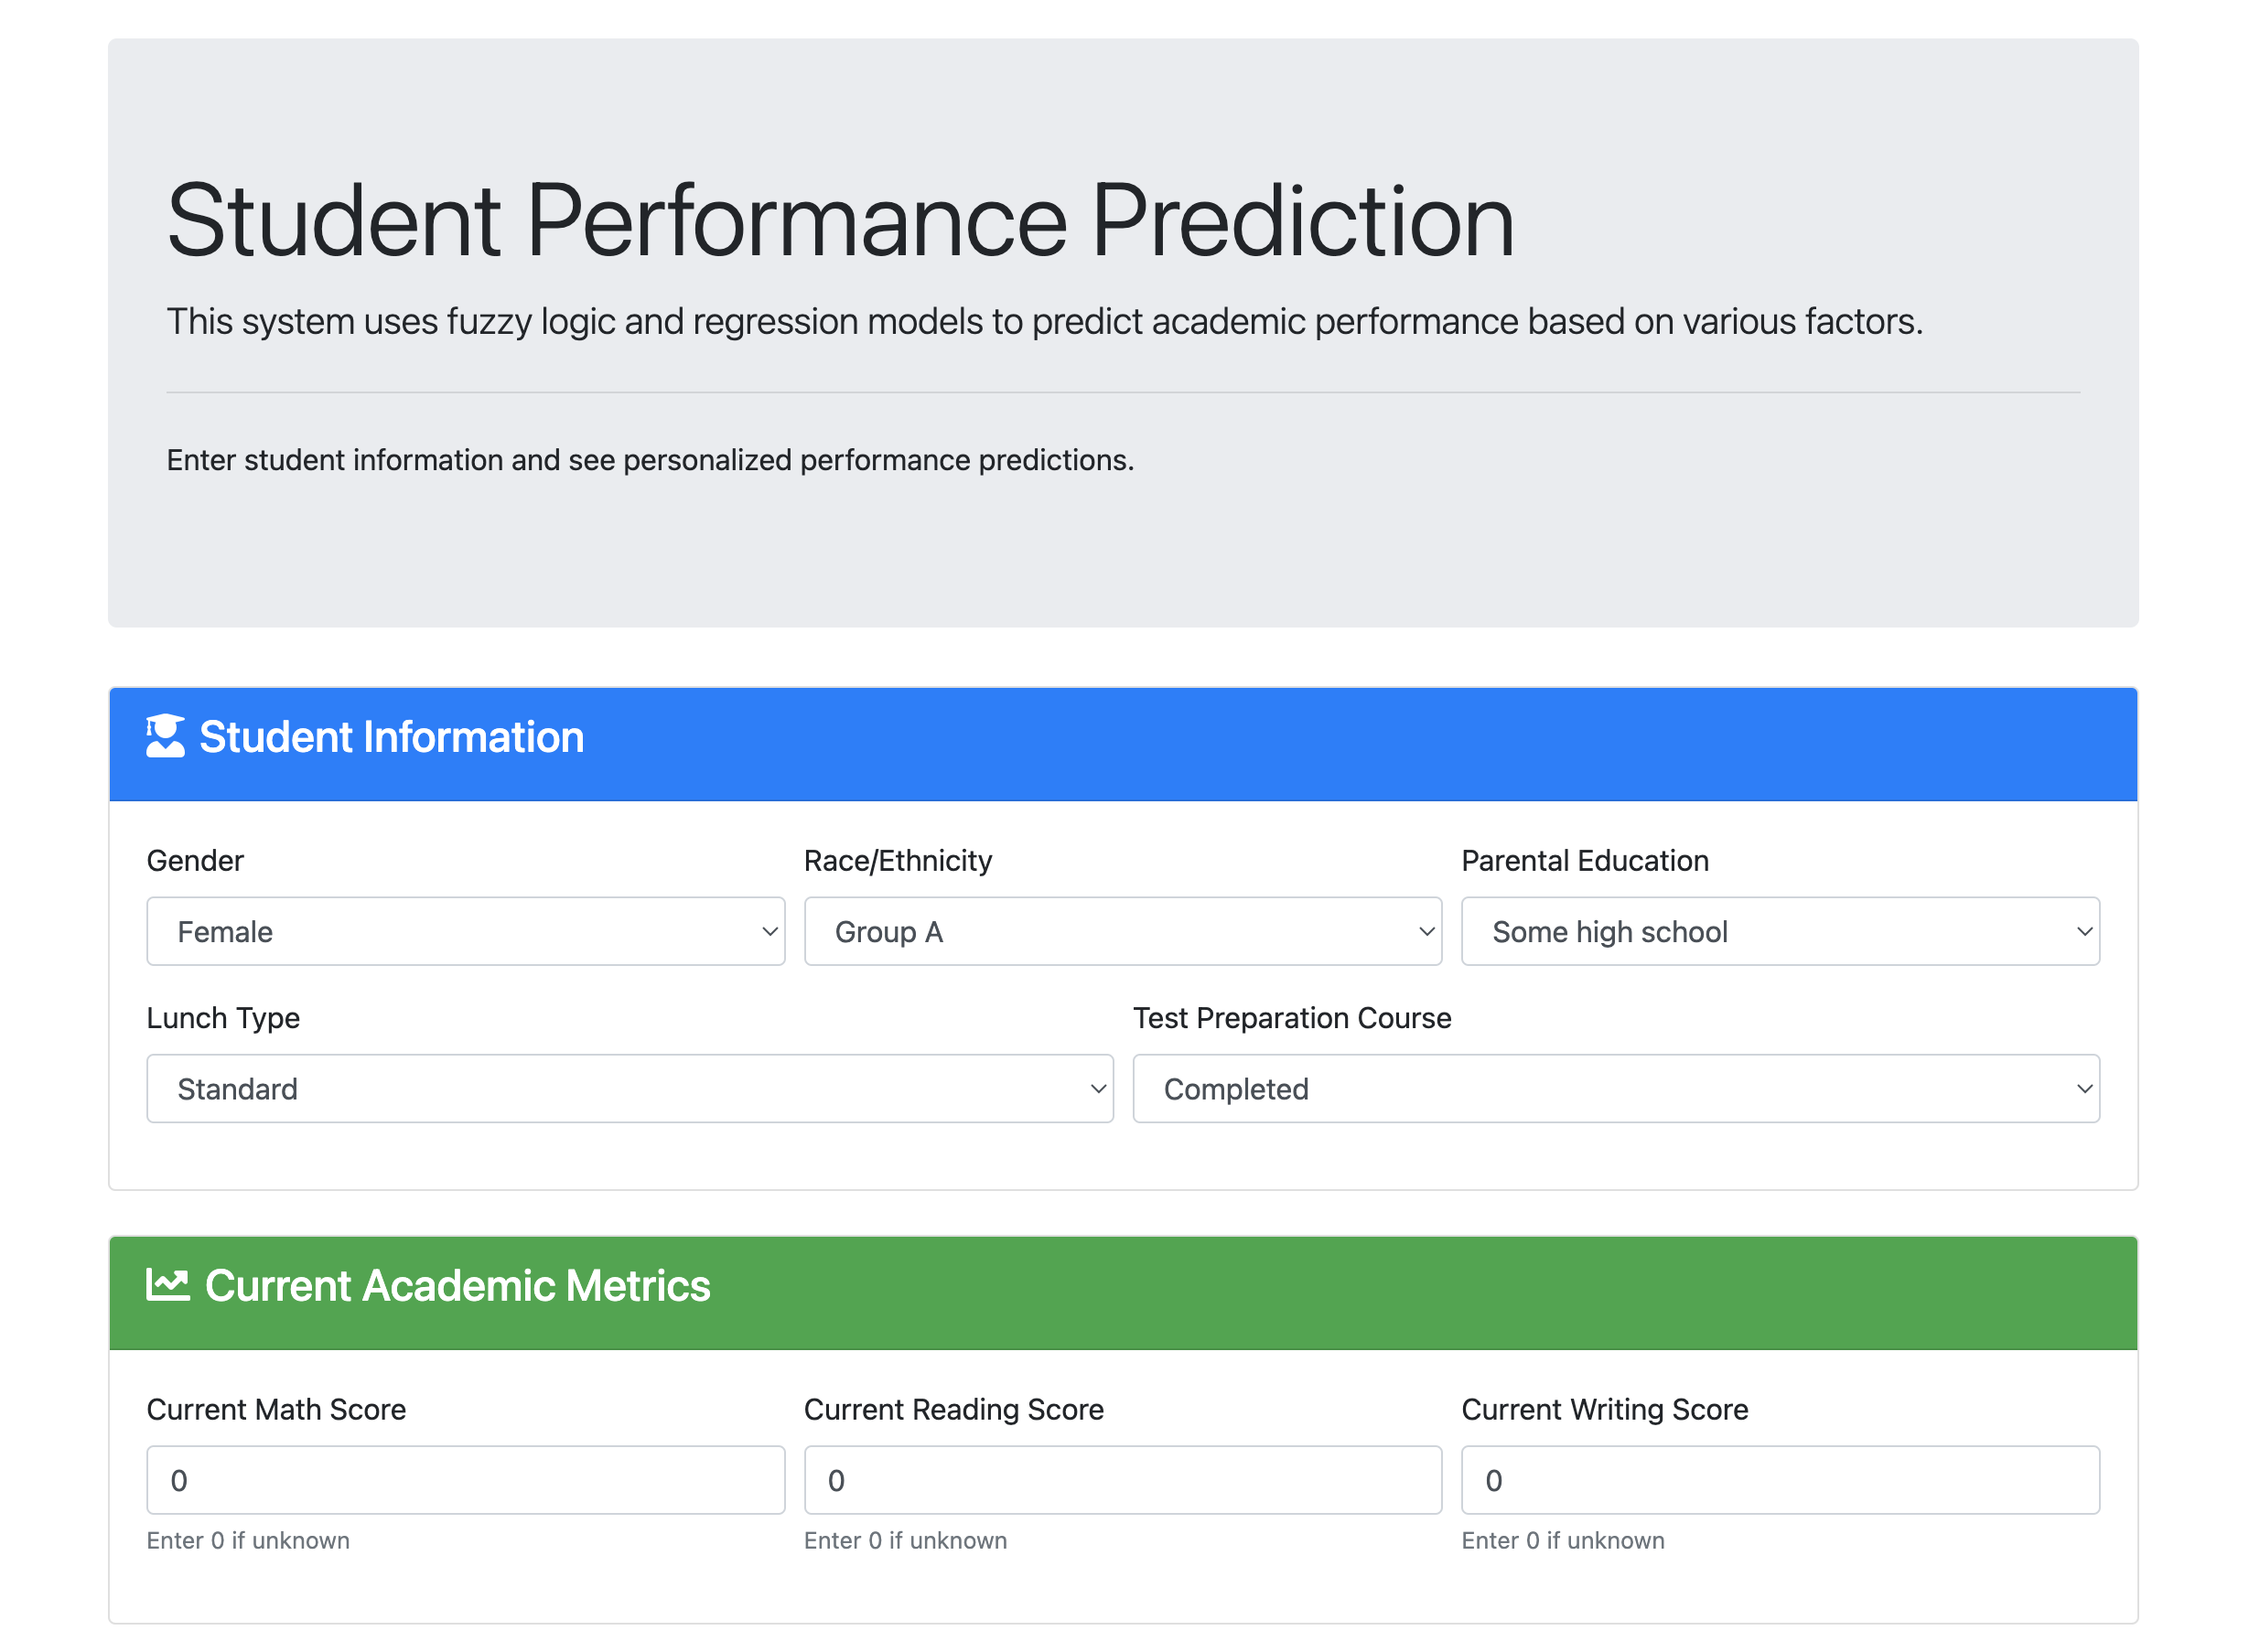 Student Performance Prediction
This system uses fuzzy logic and regression models to predict academic performance based on various factors.
Enter student information and see personalized performance predictions.
Student Information
Gender Race/Ethnicity Parental Education
Female Group A Some high school
Lunch Type Test Preparation Course
Standard Completed
Current Academic Metrics
Current Math Score Current Reading Score Current Writing Score
0 0 0
Enter 0 if unknown Enter 0 if unknown Enter 0 if unknown